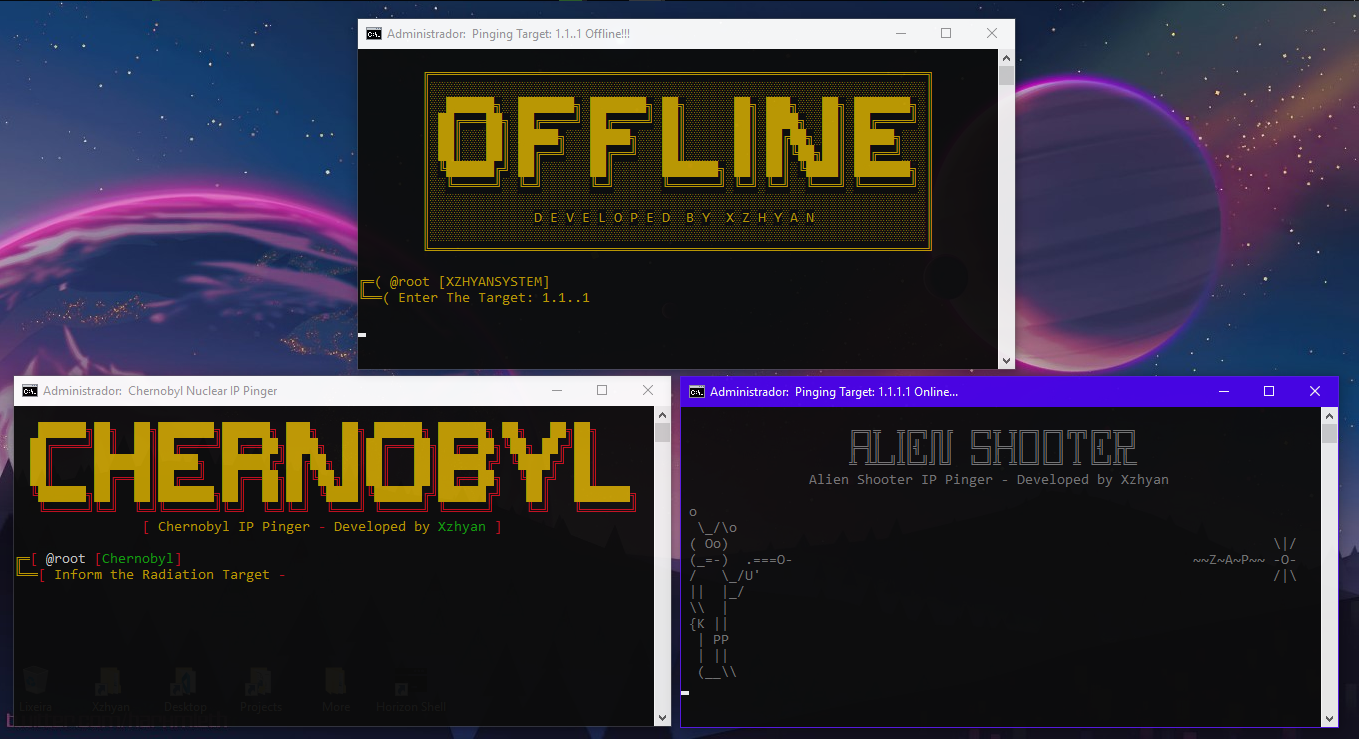 Administrador: Pinging Target: 1.1..1 Offline!!!
OFFLINE
DEVELOPED BY XZHYAN
( @root [XZHYANSYSTEM]
( Enter The Target: 1.1..1
Administrador: Chernobyl Nuclear IP Pinger
CHERNOBYL
[ Chernobyl IP Pinger - Developed by Xzhyan ]
[ @root [Chernobyl]
[ Inform the Radiation Target -
Lixeira
Xzhyan
Desktop
Projects
More
Horizon Shell
Administrador: Pinging Target: 1.1.1.1 Online...
ALIEN SHOOTER
Alien Shooter IP Pinger - Developed by Xzhyan
o
 \_/\o
( Oo)                                                                    \|/
(_=-)  .===O-                                                  ~~Z~A~P~~ -O-
/   \_/U'                                                                /|\
||  |_/
\\  |
{K ||
 | PP
 | ||
 (__\\